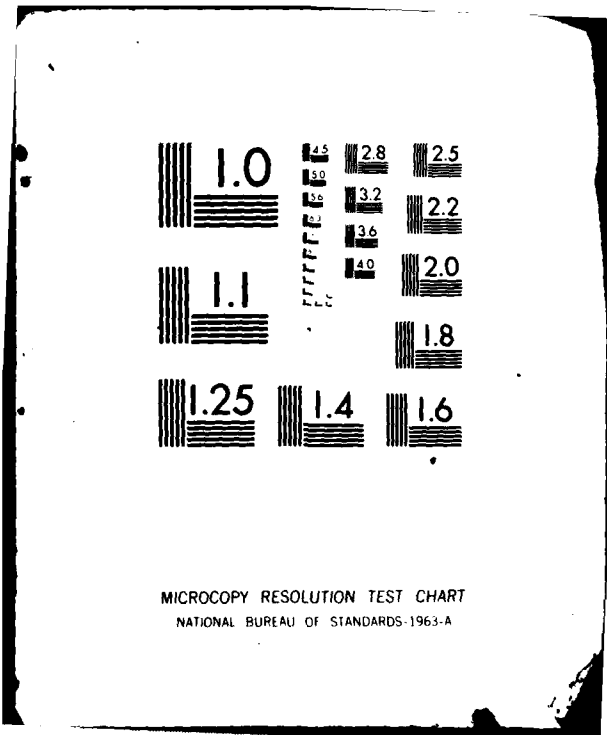 1.0 4.5 2.8 2.5
5.0
5.6 3.2 2.2
6.3
3.6
1.1 4.0 2.0
1.8
1.25 1.4 1.6
MICROCOPY RESOLUTION TEST CHART
NATIONAL BUREAU OF STANDARDS-1963-A